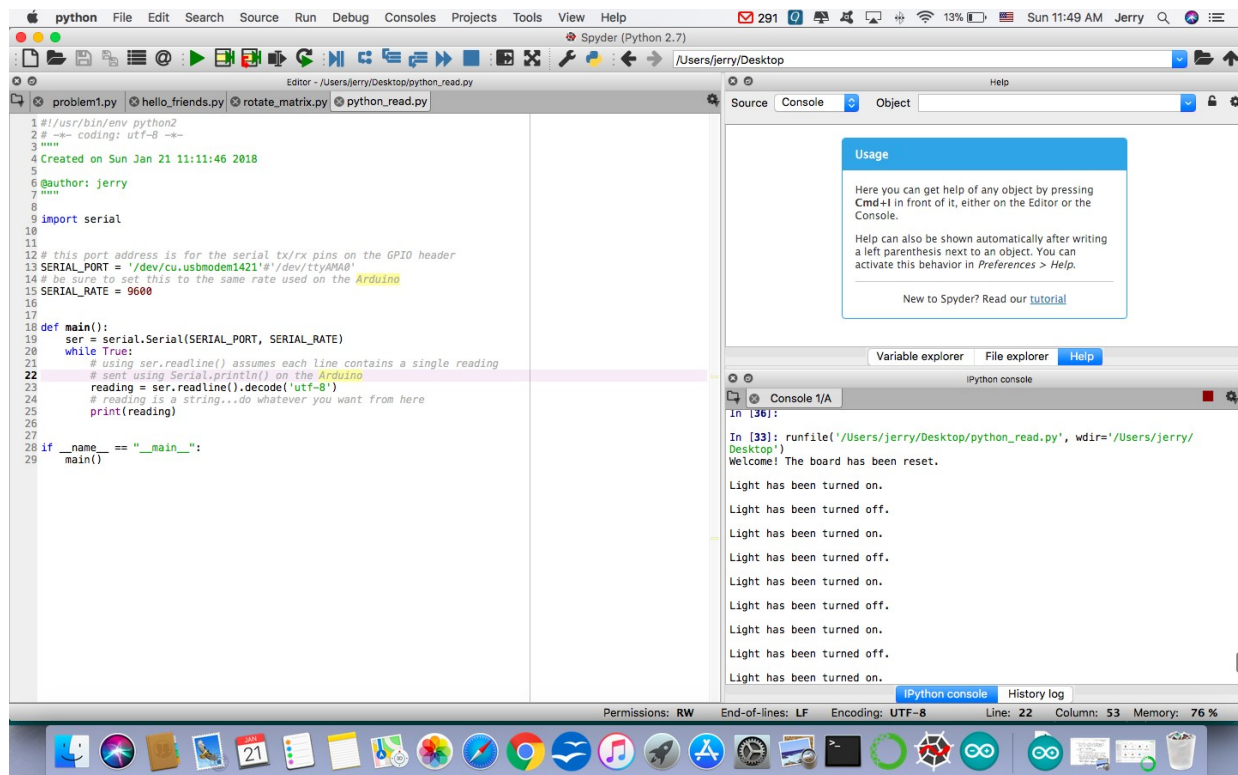 python File Edit Search Source Run Debug Consoles Projects Tools View Help 291 13% Sun 11:49 AM Jerry
Spyder (Python 2.7)
/Users/jerry/Desktop
Editor - /Users/jerry/Desktop/python_read.py
problem1.py hello_friends.py rotate_matrix.py python_read.py
1 #!/usr/bin/env python2
2 # -*- coding: utf-8 -*-
3 """
4 Created on Sun Jan 21 11:11:46 2018
5
6 @author: jerry
7 """
8
9 import serial
10
11
12 # this port address is for the serial tx/rx pins on the GPIO header
13 SERIAL_PORT = '/dev/cu.usbmodem1421'#'/dev/ttyAMA0'
14 # be sure to set this to the same rate used on the Arduino
15 SERIAL_RATE = 9600
16
17
18 def main():
19     ser = serial.Serial(SERIAL_PORT, SERIAL_RATE)
20     while True:
21         # using ser.readline() assumes each line contains a single reading
22         # sent using Serial.println() on the Arduino
23         reading = ser.readline().decode('utf-8')
24         # reading is a string...do whatever you want from here
25         print(reading)
26
27
28 if __name__ == "__main__":
29     main()
Help
Source Console Object
Usage
Here you can get help of any object by pressing
Cmd+I in front of it, either on the Editor or the
Console.
Help can also be shown automatically after writing
a left parenthesis next to an object. You can
activate this behavior in Preferences > Help.
New to Spyder? Read our tutorial
Variable explorer File explorer Help
IPython console
Console 1/A
In [36]:
In [33]: runfile('/Users/jerry/Desktop/python_read.py', wdir='/Users/jerry/
Desktop')
Welcome! The board has been reset.
Light has been turned on.
Light has been turned off.
Light has been turned on.
Light has been turned off.
Light has been turned on.
Light has been turned off.
Light has been turned on.
Light has been turned off.
Light has been turned on.
IPython console History log
Permissions: RW End-of-lines: LF Encoding: UTF-8 Line: 22 Column: 53 Memory: 76 %
JAN
21